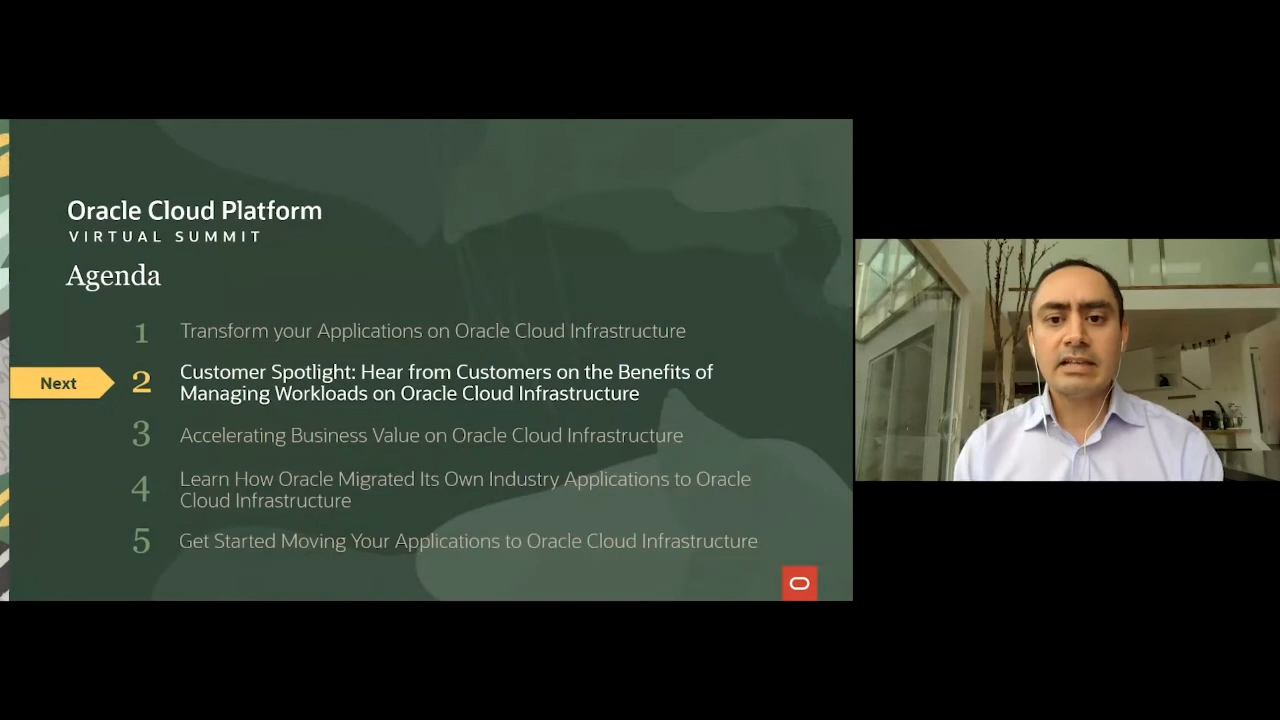 Oracle Cloud Platform
VIRTUAL SUMMIT
Agenda
1 Transform your Applications on Oracle Cloud Infrastructure
Next 2 Customer Spotlight: Hear from Customers on the Benefits of
Managing Workloads on Oracle Cloud Infrastructure
3 Accelerating Business Value on Oracle Cloud Infrastructure
4 Learn How Oracle Migrated Its Own Industry Applications to Oracle
Cloud Infrastructure
5 Get Started Moving Your Applications to Oracle Cloud Infrastructure